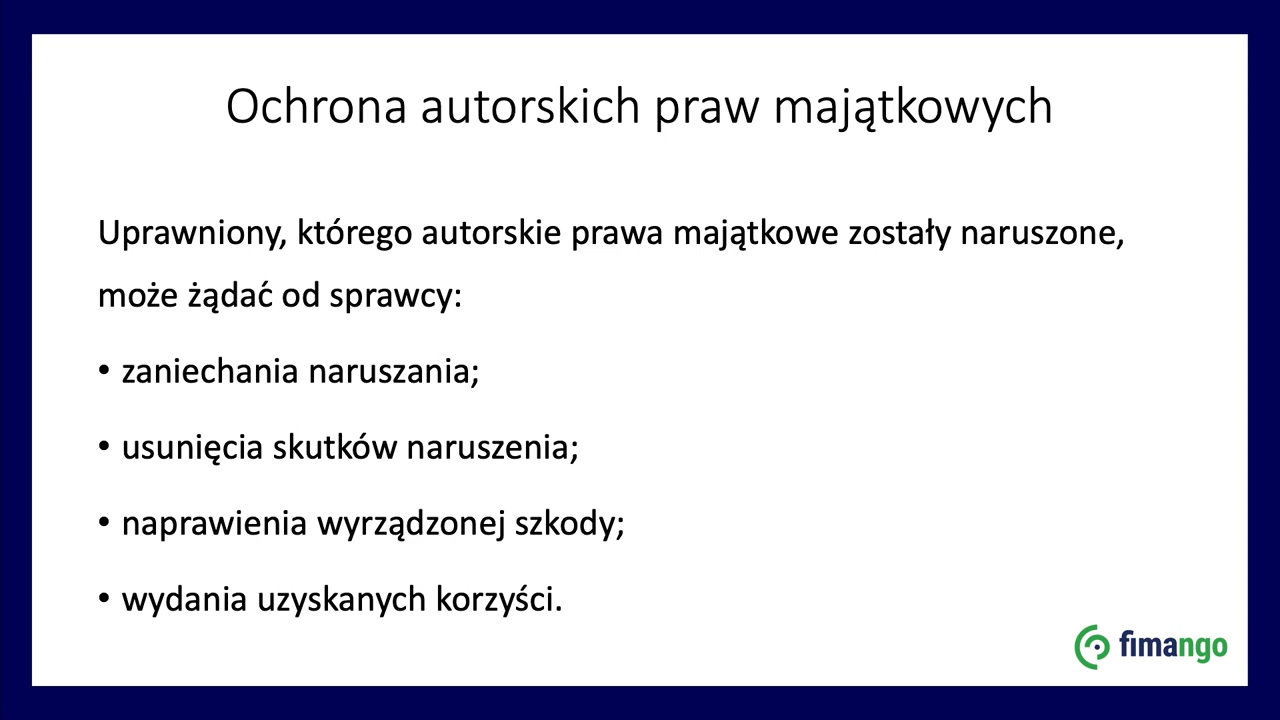 Ochrona autorskich praw majątkowych
Uprawniony, którego autorskie prawa majątkowe zostały naruszone,
może żądać od sprawcy:
• zaniechania naruszania;
• usunięcia skutków naruszenia;
• naprawienia wyrządzonej szkody;
• wydania uzyskanych korzyści.
fimango